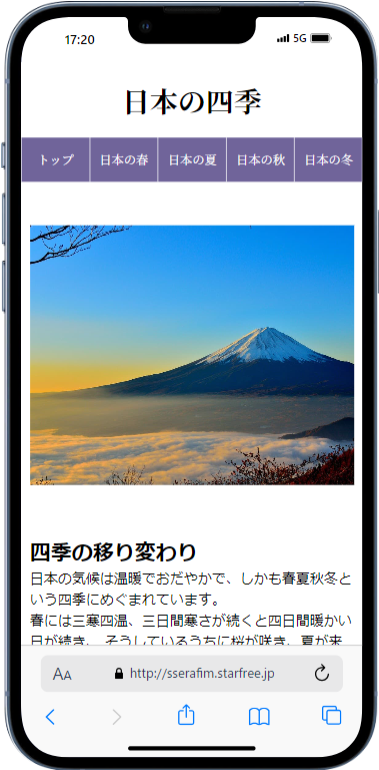 17:20
5G
日本の四季
トップ
日本の春
日本の夏
日本の秋
日本の冬
四季の移り変わり
日本の気候は温暖でおだやかで、しかも春夏秋冬と
いう四季にめぐまれています。
春には三寒四温、三日間寒さが続くと四日間暖かい
日が続き、 そうしているうちに桜が咲き、夏が来
AA
http://sserafim.starfree.jp